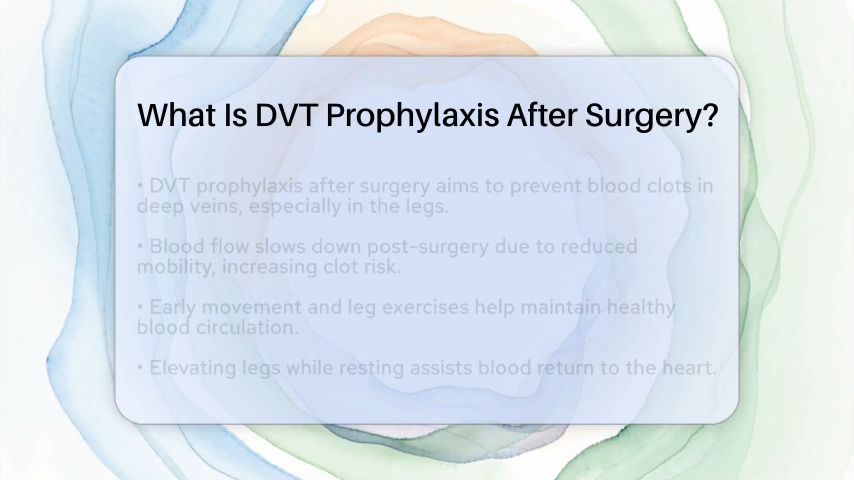 What Is DVT Prophylaxis After Surgery?
• DVT prophylaxis after surgery aims to prevent blood clots in
deep veins, especially in the legs.
• Blood flow slows down post-surgery due to reduced
mobility, increasing clot risk.
• Early movement and leg exercises help maintain healthy
blood circulation.
• Elevating legs while resting assists blood return to the heart.